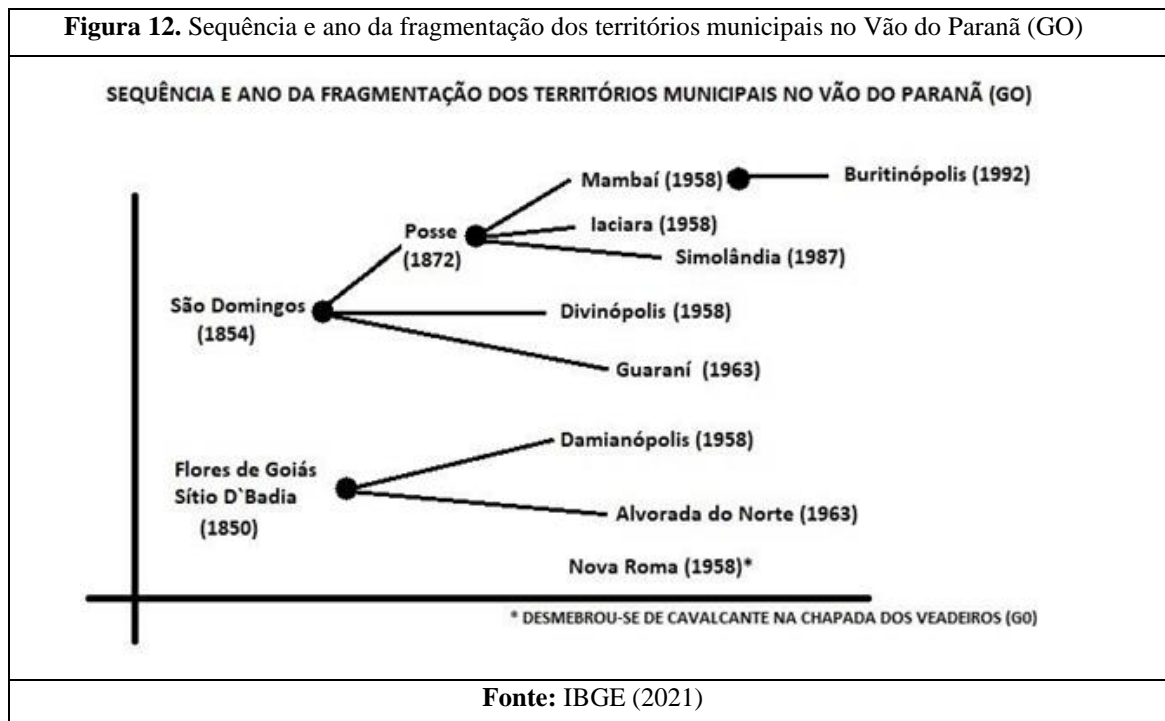 Figura 12. Sequência e ano da fragmentação dos territórios municipais no Vão do Paranã (GO)
SEQUÊNCIA E ANO DA FRAGMENTAÇÃO DOS TERRITÓRIOS MUNICIPAIS NO VÃO DO PARANÃ (GO)
Mambaí (1958)
Buritinópolis (1992)
Posse
(1872)
Iaciara (1958)
Simolândia (1987)
São Domingos
(1854)
Divinópolis (1958)
Guaraní (1963)
Damianópolis (1958)
Flores de Goiás
Sítio D`Badia
(1850)
Alvorada do Norte (1963)
Nova Roma (1958)*
* DESMEBROU-SE DE CAVALCANTE NA CHAPADA DOS VEADEIROS (G0)
Fonte: IBGE (2021)